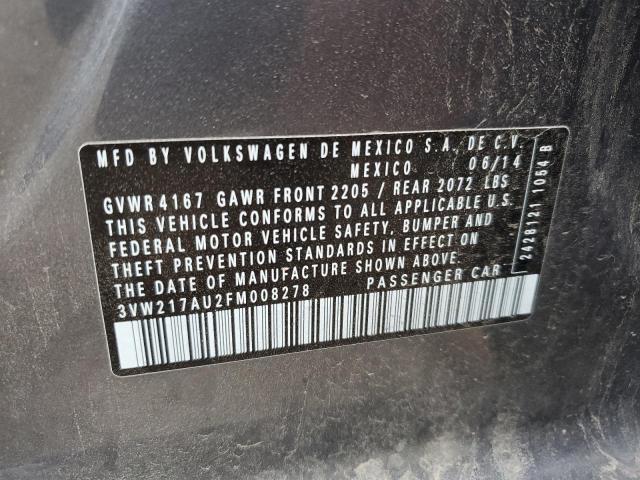 MFD BY VOLKSWAGEN DE MEXICO S.A. DE C.V.
MEXICO 06/14
GVWR 4167 GAWR FRONT 2205 / REAR 2072 LBS
THIS VEHICLE CONFORMS TO ALL APPLICABLE U.S.
FEDERAL MOTOR VEHICLE SAFETY, BUMPER AND
THEFT PREVENTION STANDARDS IN EFFECT ON
THE DATE OF MANUFACTURE SHOWN ABOVE.
3VW217AU2FM008278 PASSENGER CAR
2428121 1054 B